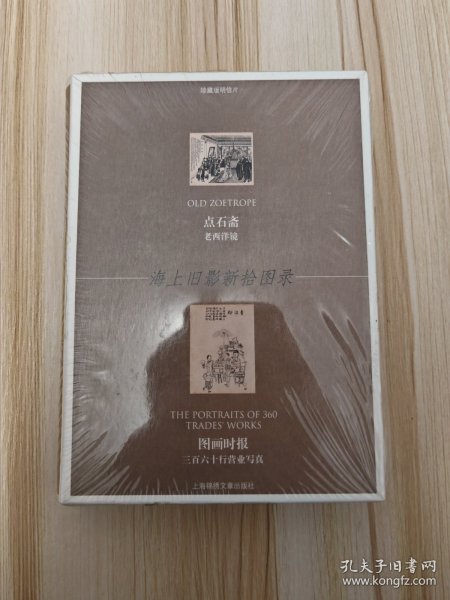 珍藏版明信片
OLD ZOETROPE
点石斋
老西洋镜
海上旧影新拾图录
THE PORTRAITS OF 360
TRADES' WORKS
图画时报
三百六十行营业写真
上海锦绣文章出版社
孔夫子旧书网
www.kongfz.com